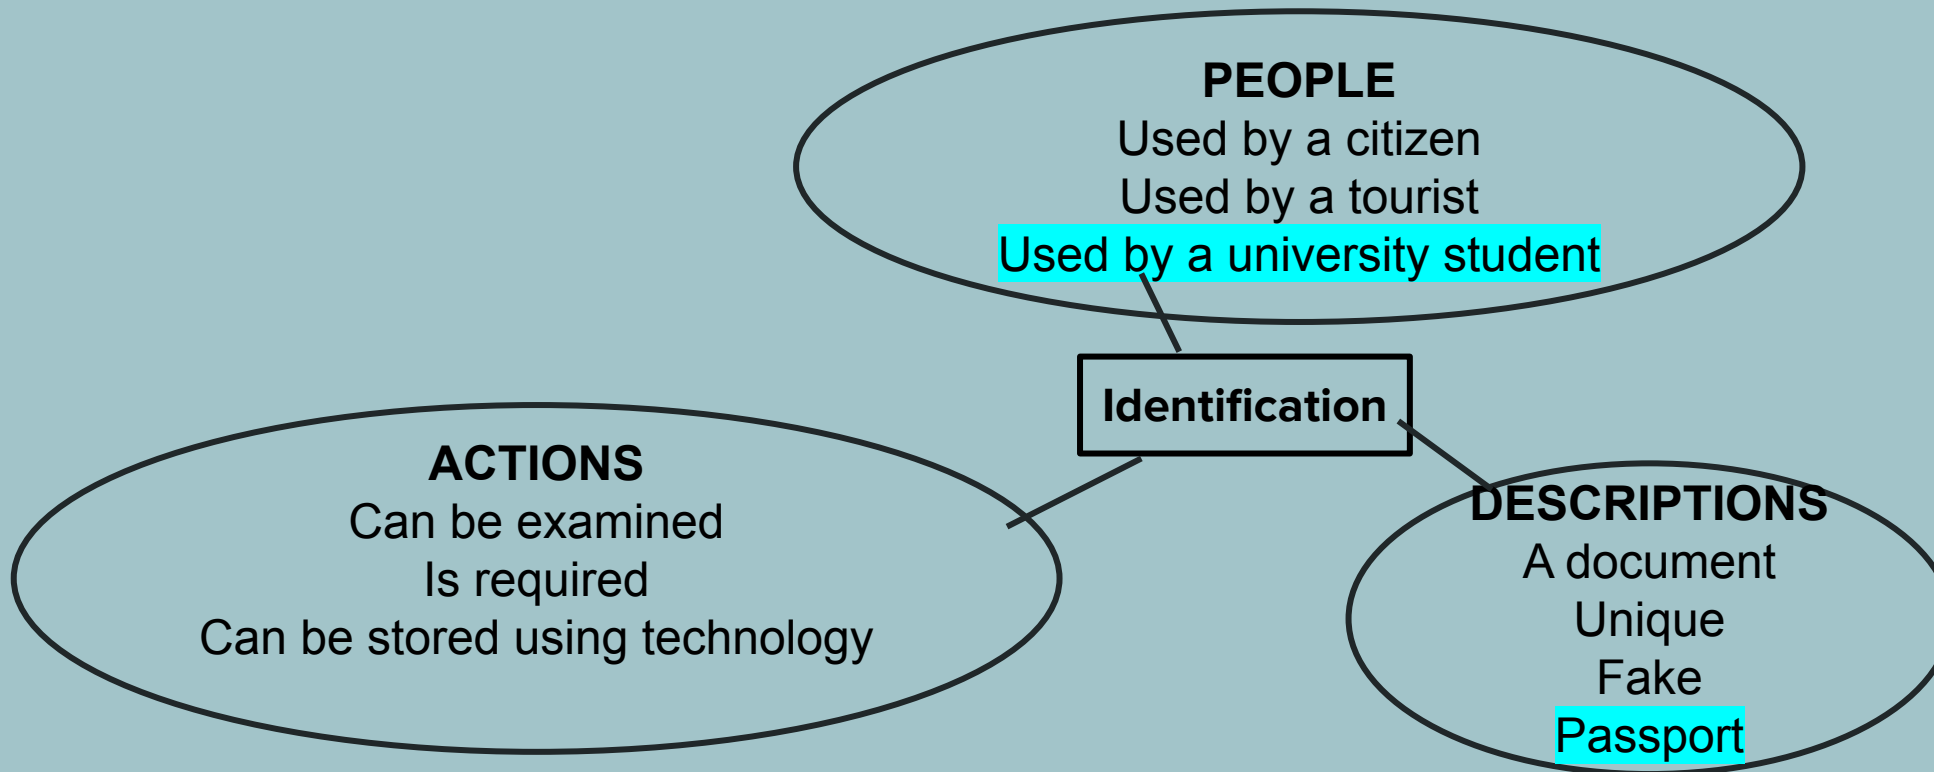 PEOPLE
Used by a citizen
Used by a tourist
Used by a university student
Identification
ACTIONS
Can be examined
Is required
Can be stored using technology
DESCRIPTIONS
A document
Unique
Fake
Passport